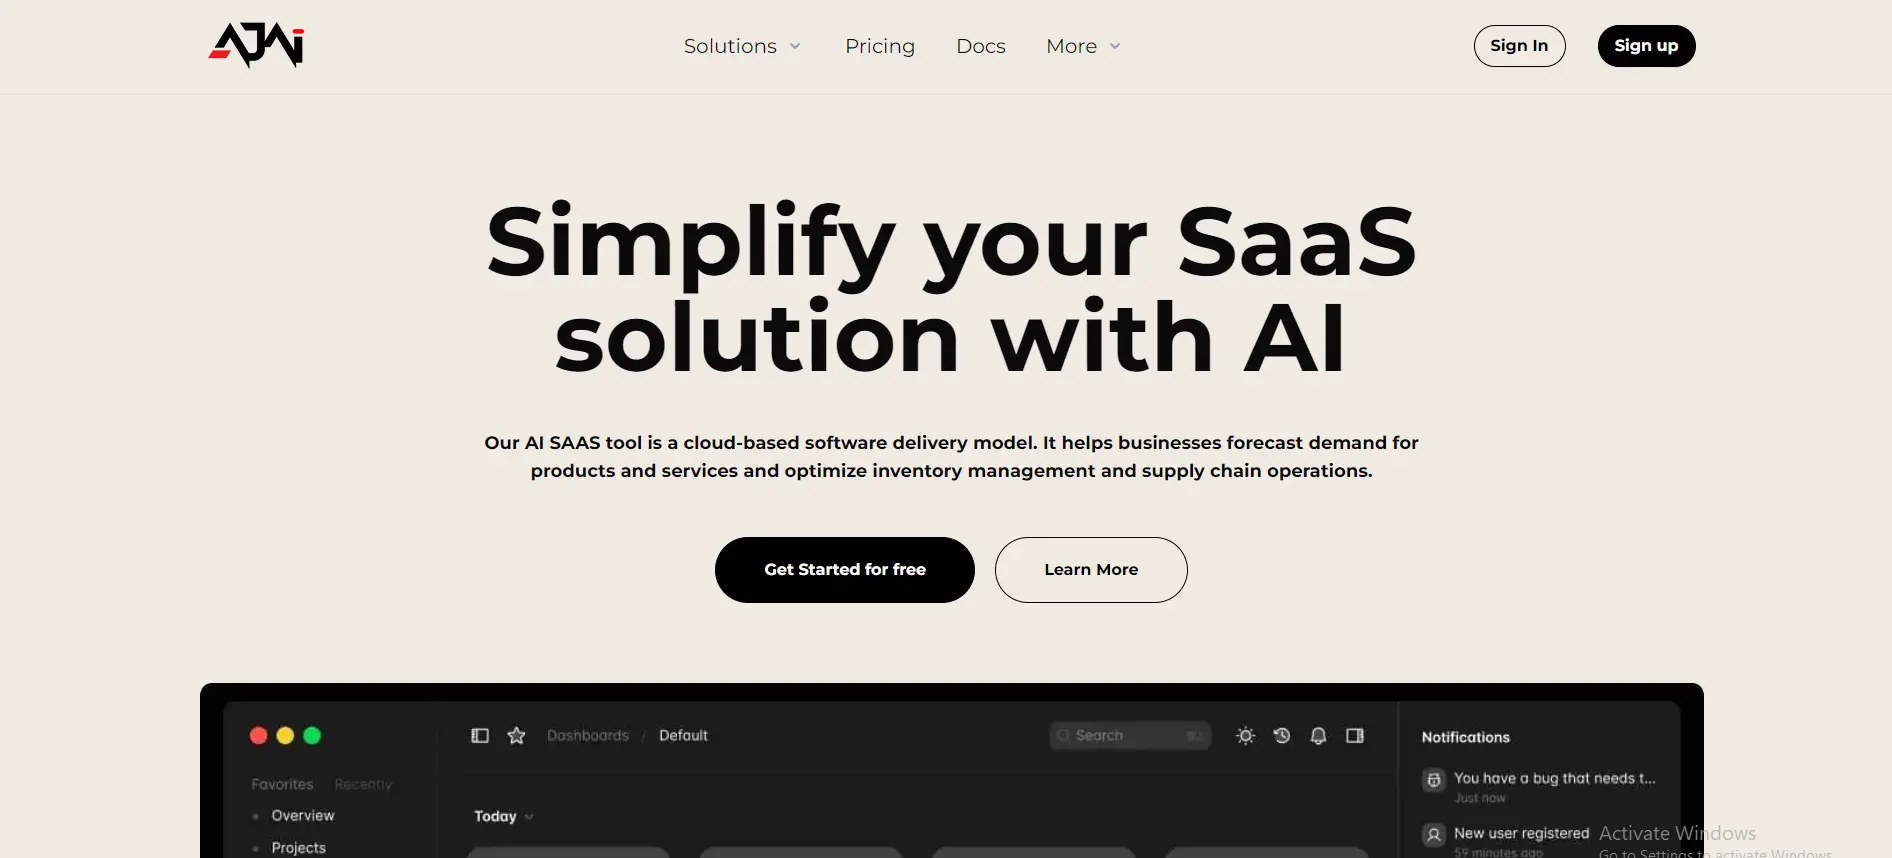 AJAi
Solutions
Pricing
Docs
More
Sign In
Sign up
Simplify your SaaS
solution with AI
Our AI SAAS tool is a cloud-based software delivery model. It helps businesses forecast demand for
products and services and optimize inventory management and supply chain operations.
Get Started for free
Learn More
Dashboards / Default
Search
Favorites
Recently
Overview
Projects
Today
Notifications
You have a bug that needs t...
Just now
New user registered
59 minutes ago
Activate Windows
Go to Settings to activate Windows.